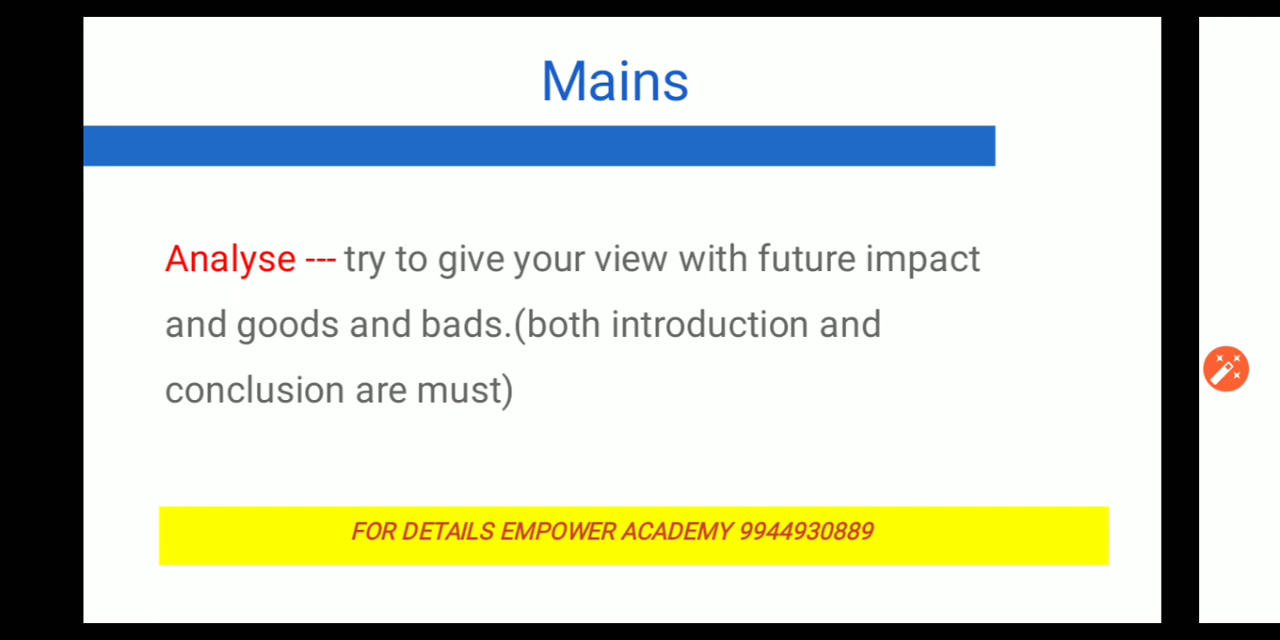 Mains
Analyse --- try to give your view with future impact
and goods and bads.(both introduction and
conclusion are must)
FOR DETAILS EMPOWER ACADEMY 9944930889